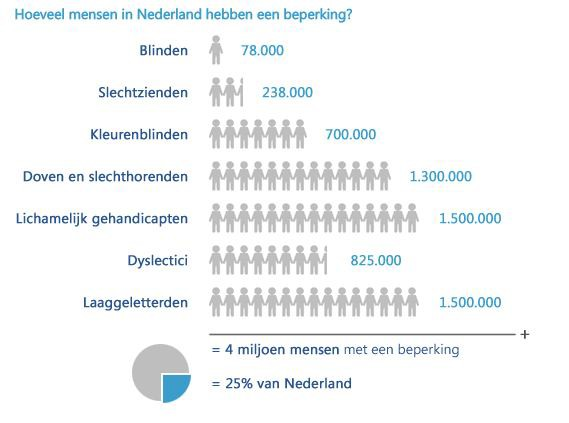 Hoeveel mensen in Nederland hebben een beperking?
Blinden 78.000
Slechtzienden 238.000
Kleurenblinden 700.000
Doven en slechthorenden 1.300.000
Lichamelijk gehandicapten 1.500.000
Dyslectici 825.000
Laaggeletterden 1.500.000
+
= 4 miljoen mensen met een beperking
= 25% van Nederland